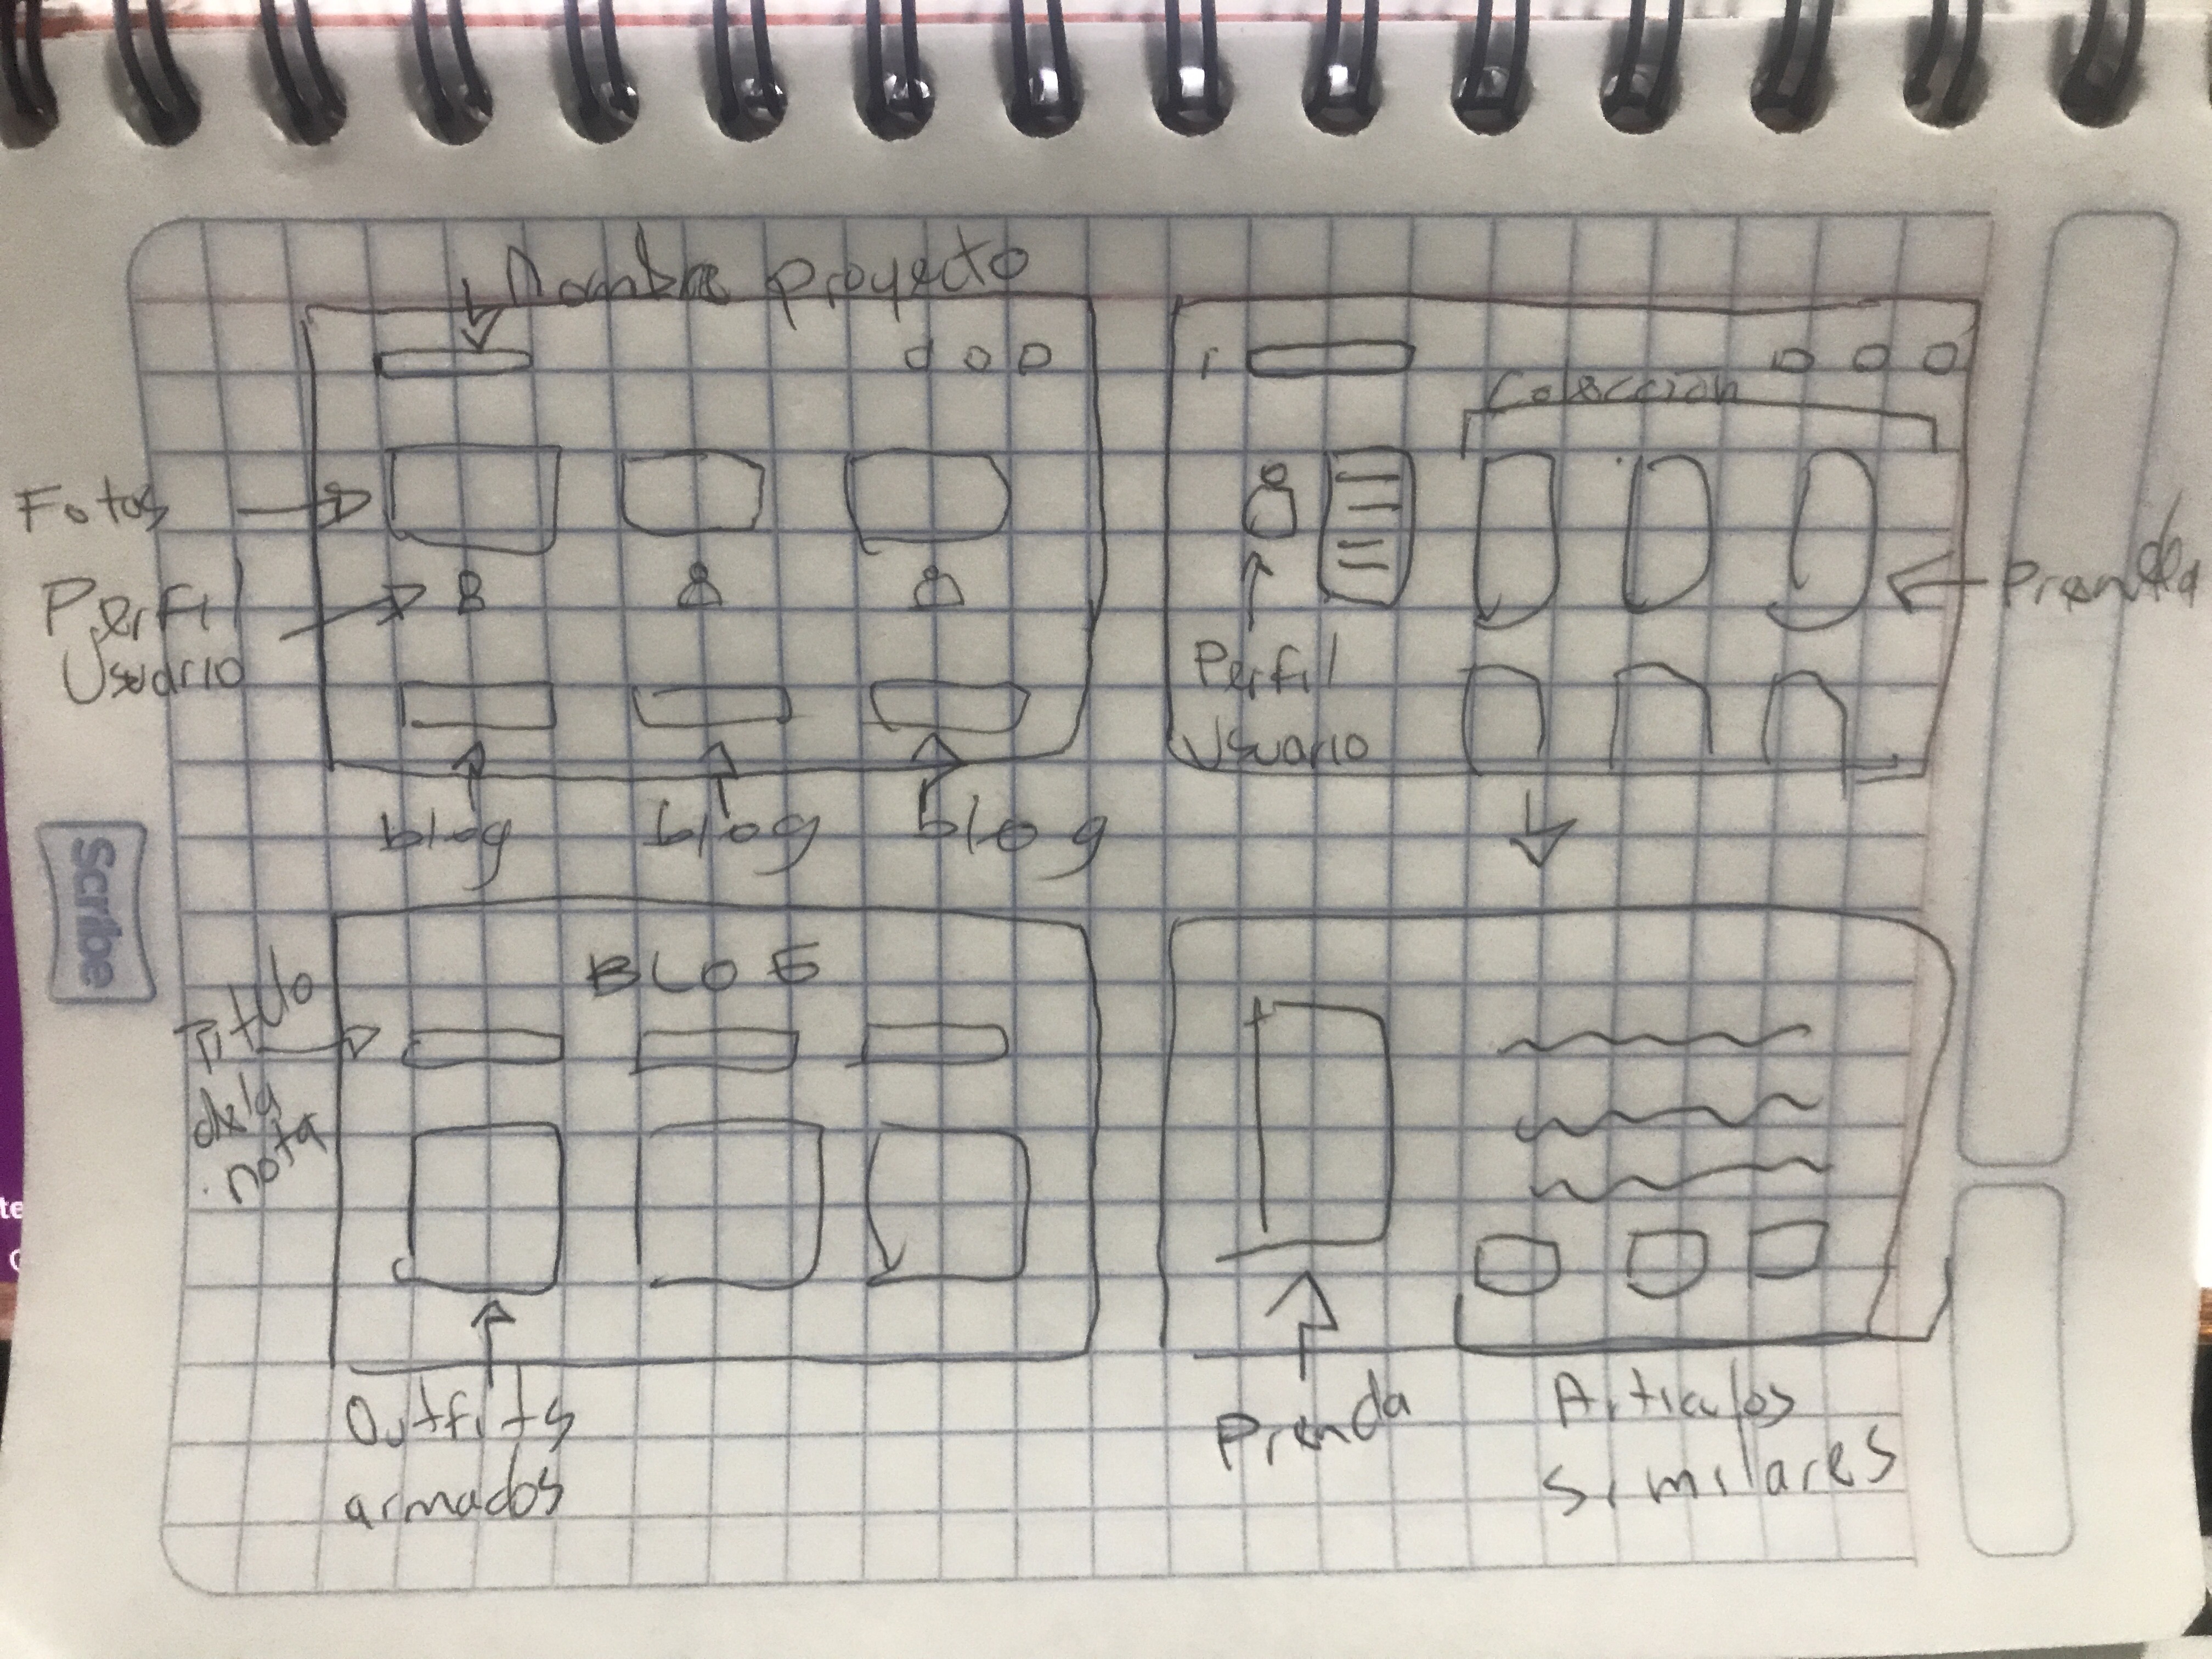 Nombre proyecto
Fotos
Perfil
Usuario
blog
blog
blog
Colección
Prenda
Perfil
Usuario
BLOG
Titulo
de la
nota
Outfits
armados
Prenda
Articulos
Similares
Scribe
te